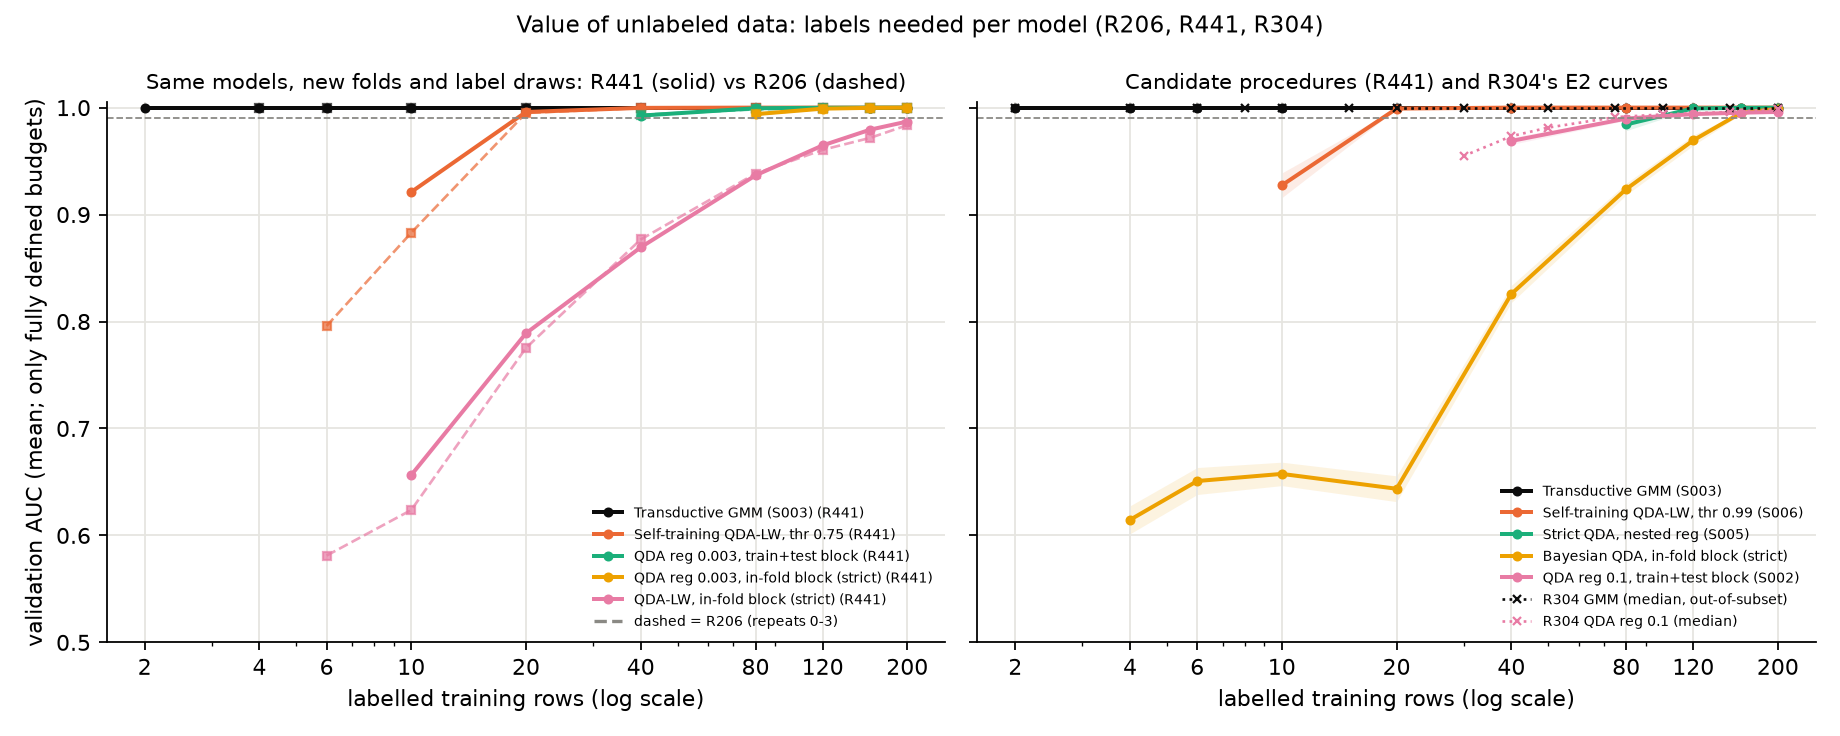 Value of unlabeled data: labels needed per model (R206, R441, R304)
Same models, new folds and label draws: R441 (solid) vs R206 (dashed)
validation AUC (mean; only fully defined budgets)
1.0
0.9
0.8
0.7
0.6
0.5
2
4
6
10
20
40
80
120
200
labelled training rows (log scale)
Transductive GMM (S003) (R441)
Self-training QDA-LW, thr 0.75 (R441)
QDA reg 0.003, train+test block (R441)
QDA reg 0.003, in-fold block (strict) (R441)
QDA-LW, in-fold block (strict) (R441)
dashed = R206 (repeats 0-3)
Candidate procedures (R441) and R304's E2 curves
2
4
6
10
20
40
80
120
200
labelled training rows (log scale)
Transductive GMM (S003)
Self-training QDA-LW, thr 0.99 (S006)
Strict QDA, nested reg (S005)
Bayesian QDA, in-fold block (strict)
QDA reg 0.1, train+test block (S002)
R304 GMM (median, out-of-subset)
R304 QDA reg 0.1 (median)